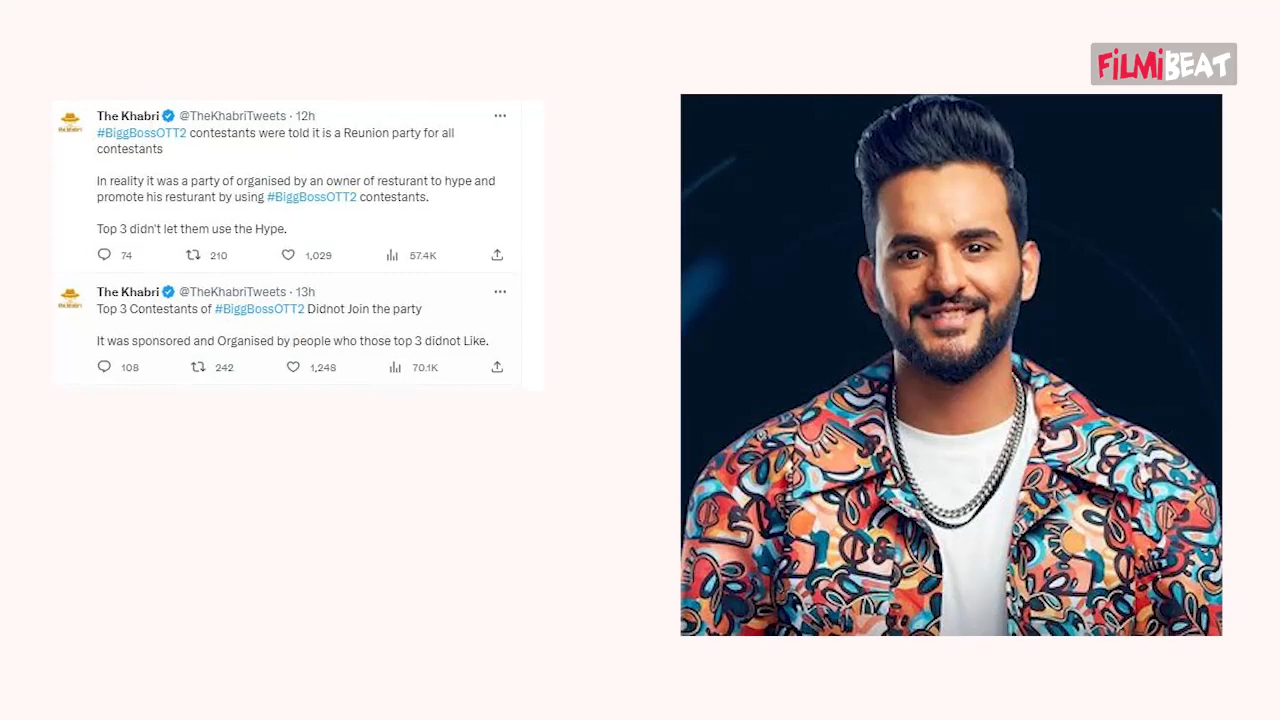 FiLMiBEAT
The Khabri @TheKhabriTweets · 12h
#BiggBossOTT2 contestants were told it is a Reunion party for all
contestants
In reality it was a party of organised by an owner of resturant to hype and
promote his resturant by using #BiggBossOTT2 contestants.
Top 3 didn't let them use the Hype.
74 210 1,029 57.4K
The Khabri @TheKhabriTweets · 13h
Top 3 Contestants of #BiggBossOTT2 Didnot Join the party
It was sponsored and Organised by people who those top 3 didnot Like.
108 242 1,248 70.1K